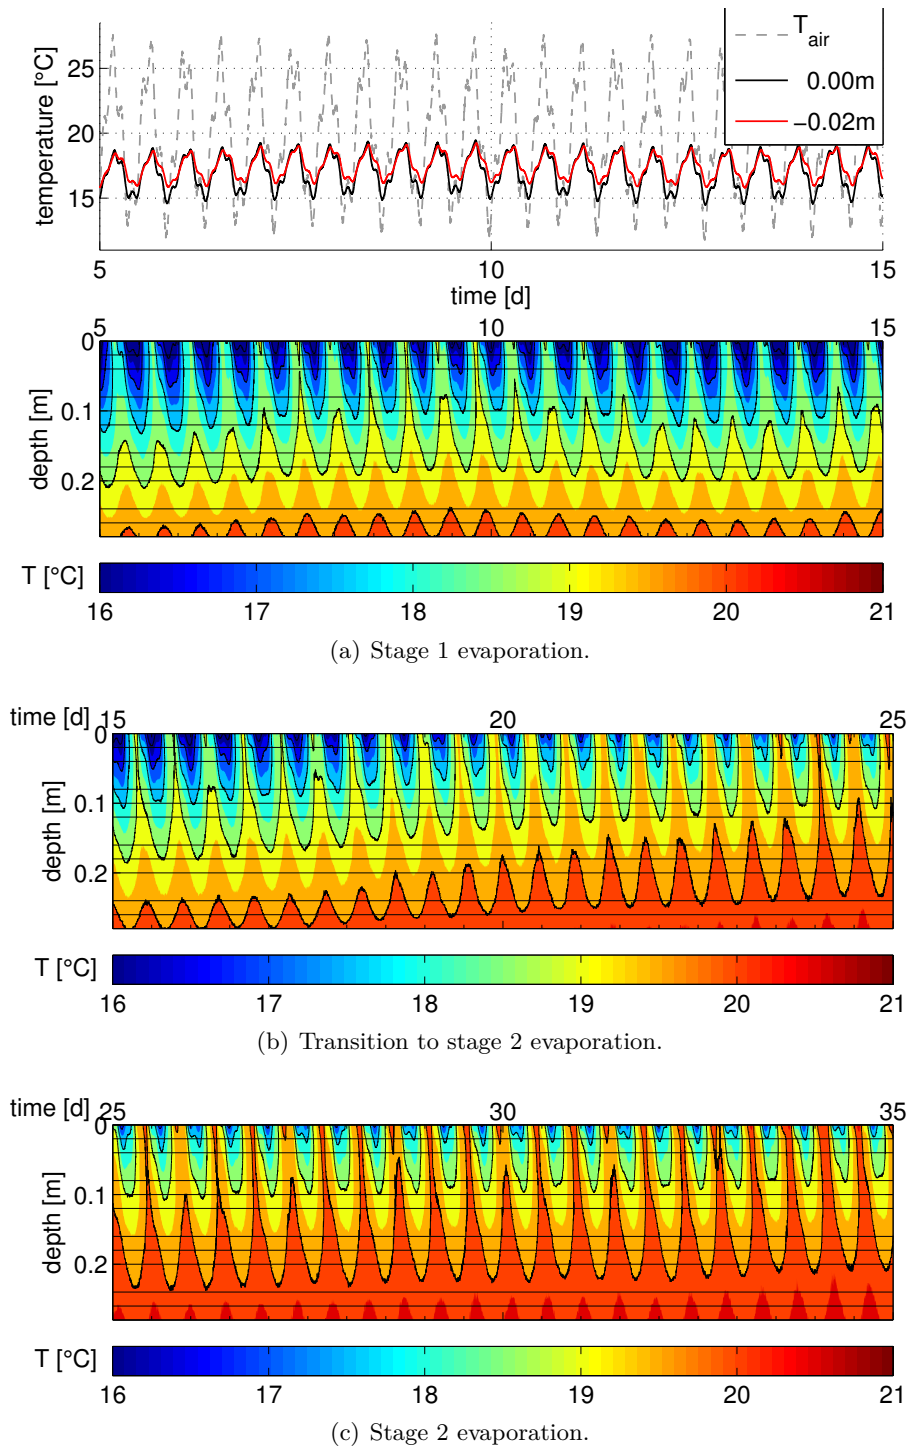 T_air
0.00m
−0.02m
temperature [°C]
25
20
15
5 10 15
time [d]
5 10 15
depth [m]
0
0.1
0.2
T [°C]
16 17 18 19 20 21
(a) Stage 1 evaporation.
time [d] 15 20 25
depth [m]
0
0.1
0.2
T [°C]
16 17 18 19 20 21
(b) Transition to stage 2 evaporation.
time [d] 25 30 35
depth [m]
0
0.1
0.2
T [°C]
16 17 18 19 20 21
(c) Stage 2 evaporation.